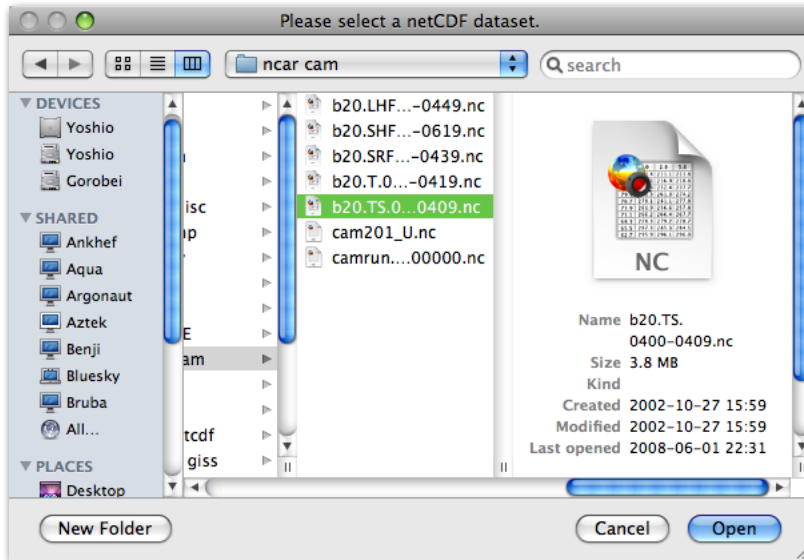 Please select a netCDF dataset.
ncar cam
search
DEVICES
Yoshio
Yoshio
Gorobei
SHARED
Ankhef
Aqua
Argonaut
Aztek
Benji
Bluesky
Bruba
All...
PLACES
Desktop
isc
np
E
am
tcdf
giss
b20.LHF...-0449.nc
b20.SHF...-0619.nc
b20.SRF...-0439.nc
b20.T.0...-0419.nc
b20.TS.0...0409.nc
cam201_U.nc
camrun....00000.nc
NC
Name b20.TS.
0400-0409.nc
Size 3.8 MB
Kind
Created 2002-10-27 15:59
Modified 2002-10-27 15:59
Last opened 2008-06-01 22:31
New Folder
Cancel
Open